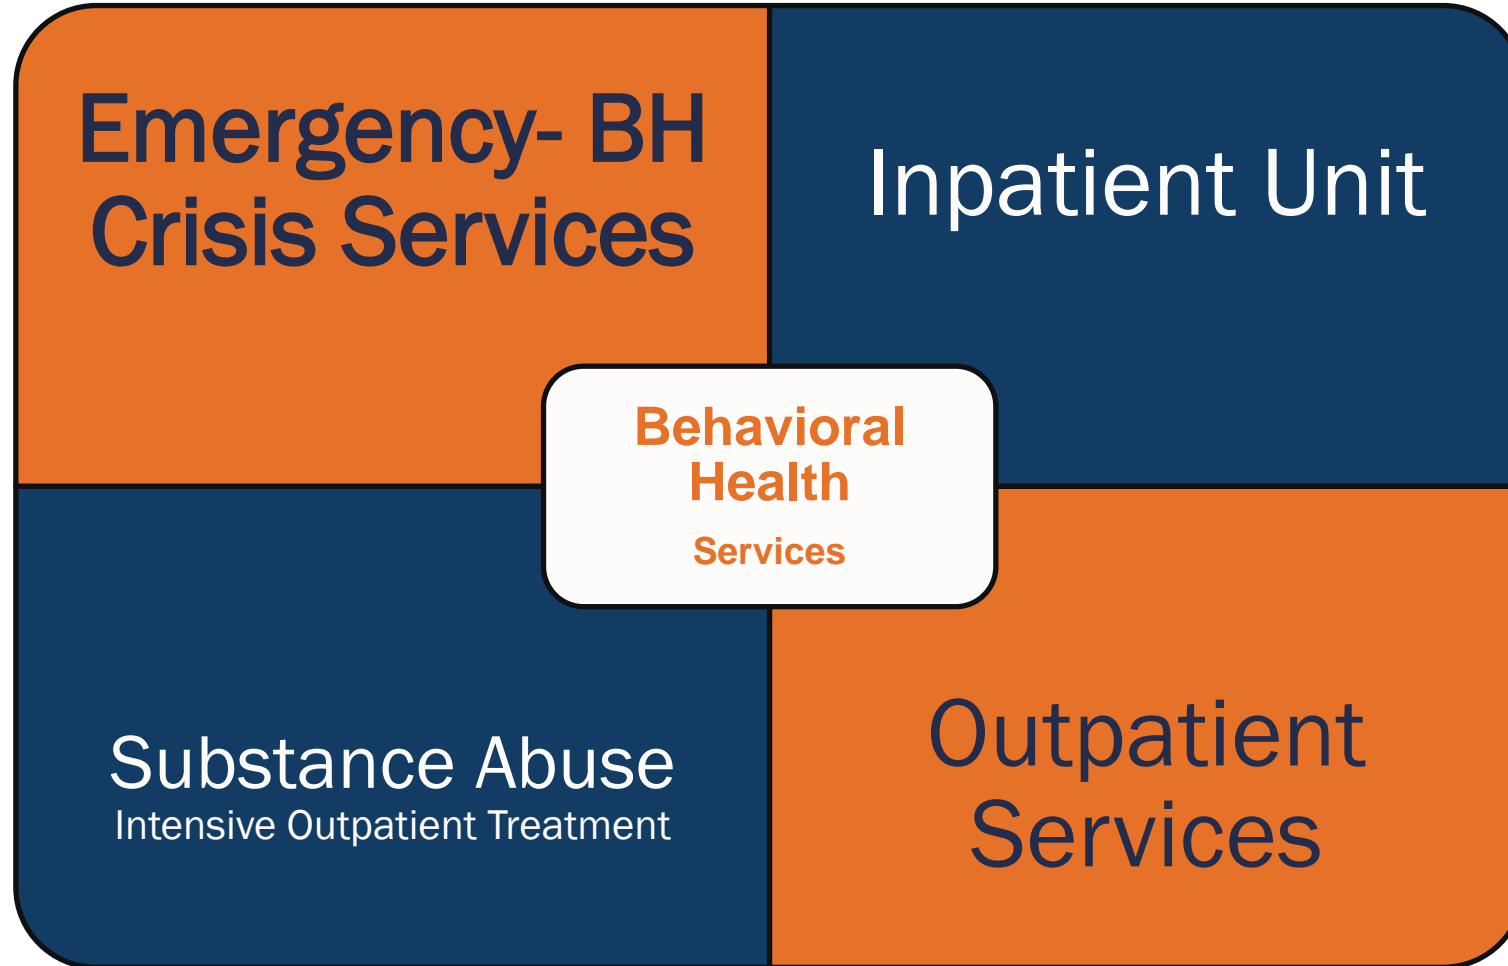 Emergency- BH
Crisis Services
Inpatient Unit
Behavioral
Health
Services
Substance Abuse
Intensive Outpatient Treatment
Outpatient
Services